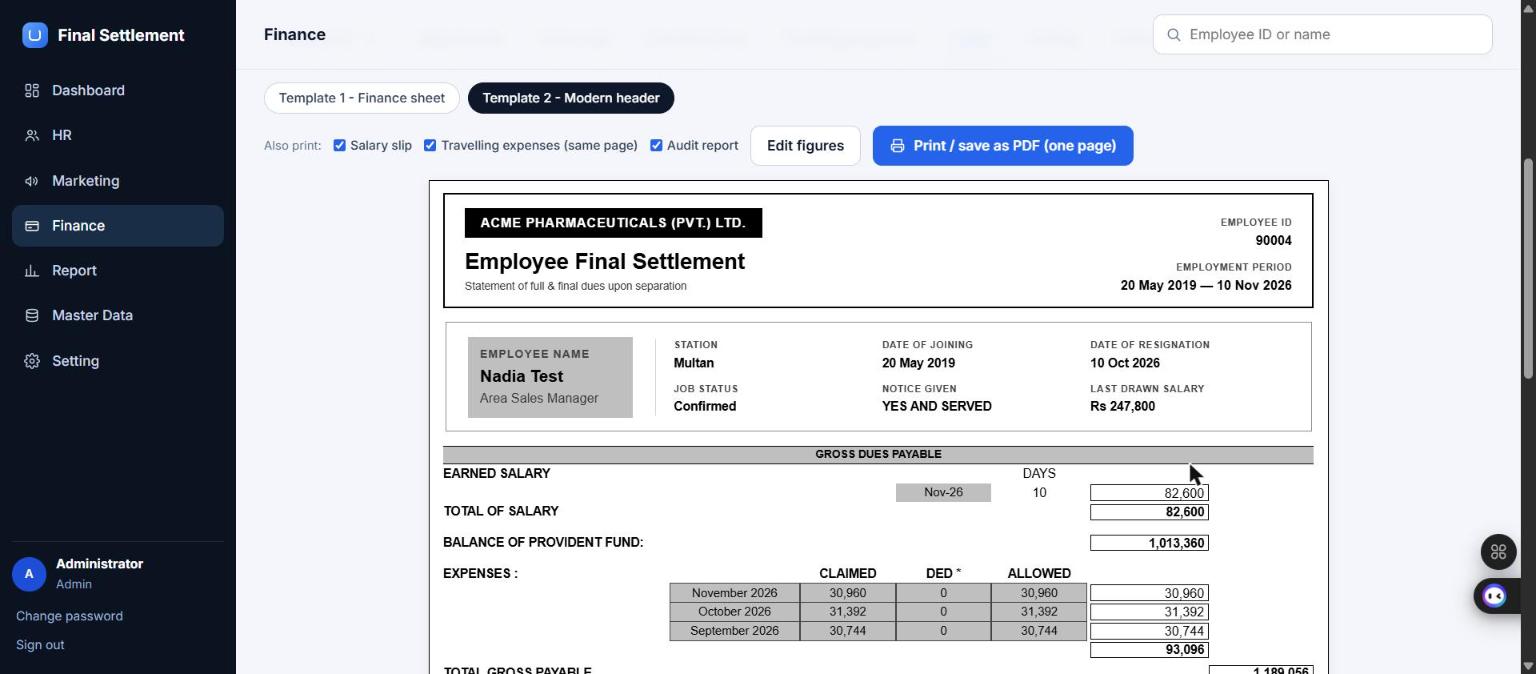 Final Settlement
Dashboard
HR
Marketing
Finance
Report
Master Data
Setting
A
Administrator
Admin
Change password
Sign out
Finance
Employee ID or name
Template 1 - Finance sheet
Template 2 - Modern header
Also print: Salary slip Travelling expenses (same page) Audit report Edit figures Print / save as PDF (one page)
ACME PHARMACEUTICALS (PVT.) LTD.
Employee Final Settlement
Statement of full & final dues upon separation
EMPLOYEE ID
90004
EMPLOYMENT PERIOD
20 May 2019 — 10 Nov 2026
EMPLOYEE NAME
Nadia Test
Area Sales Manager
STATION DATE OF JOINING DATE OF RESIGNATION
Multan 20 May 2019 10 Oct 2026
JOB STATUS NOTICE GIVEN LAST DRAWN SALARY
Confirmed YES AND SERVED Rs 247,800
GROSS DUES PAYABLE
EARNED SALARY DAYS
Nov-26 10 82,600
TOTAL OF SALARY 82,600
BALANCE OF PROVIDENT FUND: 1,013,360
EXPENSES : CLAIMED DED * ALLOWED
November 2026 30,960 0 30,960 30,960
October 2026 31,392 0 31,392 31,392
September 2026 30,744 0 30,744 30,744
93,096
TOTAL GROSS PAYABLE 1,189,056